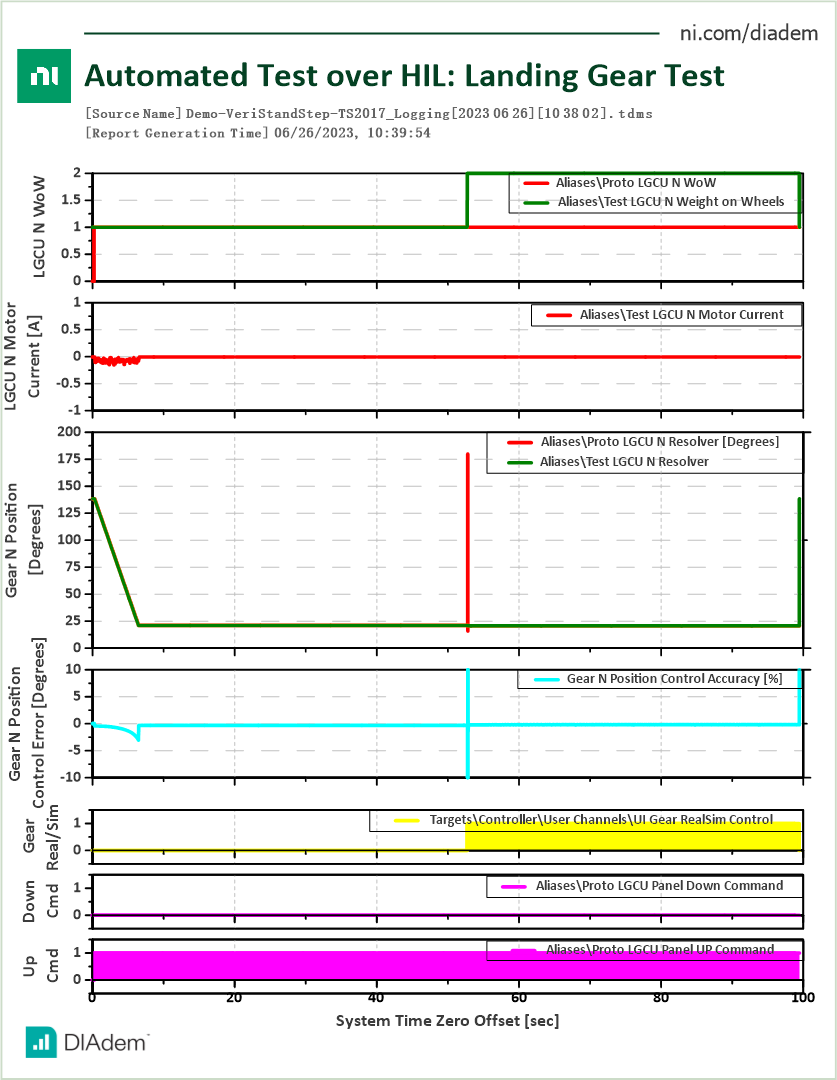 ni.com/diadem
ni
Automated Test over HIL: Landing Gear Test
[Source Name] Demo-VeriStandStep-TS2017_Logging[2023 06 26][10 38 02].tdms
[Report Generation Time] 06/26/2023, 10:39:54
LGCU N WoW
2
1.5
1
0.5
0
Aliases\Proto LGCU N WoW
Aliases\Test LGCU N Weight on Wheels
LGCU N Motor
Current [A]
1
0.5
0
-0.5
-1
Aliases\Test LGCU N Motor Current
Gear N Position
[Degrees]
200
175
150
125
100
75
50
25
0
Aliases\Proto LGCU N Resolver [Degrees]
Aliases\Test LGCU N Resolver
Gear N Position
Control Error [Degrees]
10
5
0
-5
-10
Gear N Position Control Accuracy [%]
Gear
Real/Sim
1
0
Targets\Controller\User Channels\UI Gear RealSim Control
Down
Cmd
1
0
Aliases\Proto LGCU Panel Down Command
Up
Cmd
1
0
Aliases\Proto LGCU Panel UP Command
0 20 40 60 80 100
System Time Zero Offset [sec]
DIAdem™